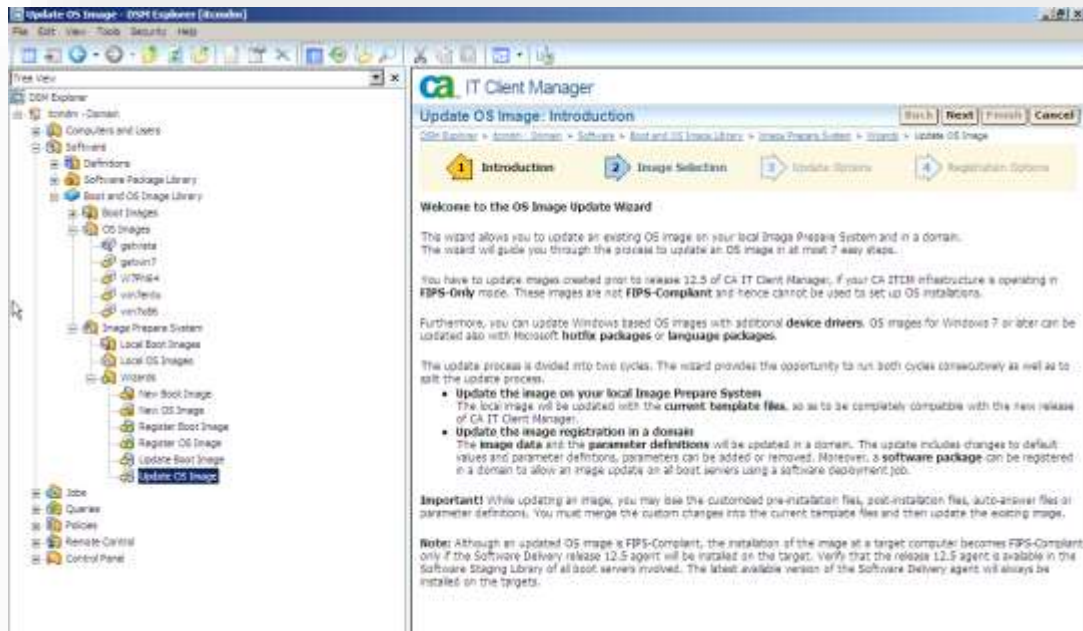 Update OS Image - DSM Explorer [itcmdm]
File Edit View Tools Security Help
Tree View
DSM Explorer
- Domain
Computers and Users
Software
Definitions
Software Package Library
Boot and OS Image Library
Boot Images
OS Images
getvista
getwin7
win7x86
Image Prepare System
Local Boot Images
Local OS Images
Wizards
New Boot Image
New OS Image
Register Boot Image
Register OS Image
Update Boot Image
Update OS Image
Jobs
Queries
Policies
Remote Control
Control Panel
ca IT Client Manager
Update OS Image: Introduction
Back Next Finish Cancel
DSM Explorer > - Domain > Software > Boot and OS Image Library > Image Prepare System > Wizards > Update OS Image
1 Introduction 2 Image Selection 3 Update Options 4 Registration Options
Welcome to the OS Image Update Wizard
This wizard allows you to update an existing OS image on your local Image Prepare System and in a domain.
The wizard will guide you through the process to update an OS image in at most 7 easy steps.
You have to update images created prior to release 12.5 of CA IT Client Manager, if your CA ITCM infrastructure is operating in
FIPS-Only mode. These images are not FIPS-Compliant and hence cannot be used to set up OS installations.
Furthermore, you can update Windows based OS images with additional device drivers. OS images for Windows 7 or later can be
updated also with Microsoft hotfix packages or language packages.
The update process is divided into two cycles. The wizard provides the opportunity to run both cycles consecutively as well as to
split the update process.
• Update the image on your local Image Prepare System
The local image will be updated with the current template files, so as to be completely compatible with the new release
of CA IT Client Manager.
• Update the image registration in a domain
The image data and the parameter definitions will be updated in a domain. The update includes changes to default
values and parameter definitions, parameters can be added or removed. Moreover, a software package can be registered
in a domain to allow an image update on all boot servers using a software deployment job.
Important! While updating an image, you may lose the customized pre-installation files, post-installation files, auto-answer files or
parameter definitions. You must merge the custom changes into the current template files and then update the existing image.
Note: Although an updated OS image is FIPS-Compliant, the installation of the image at a target computer becomes FIPS-Compliant
only if the Software Delivery release 12.5 agent will be installed on the target. Verify that the release 12.5 agent is available in the
Software Staging Library of all boot servers involved. The latest available version of the Software Delivery agent will always be
installed on the targets.